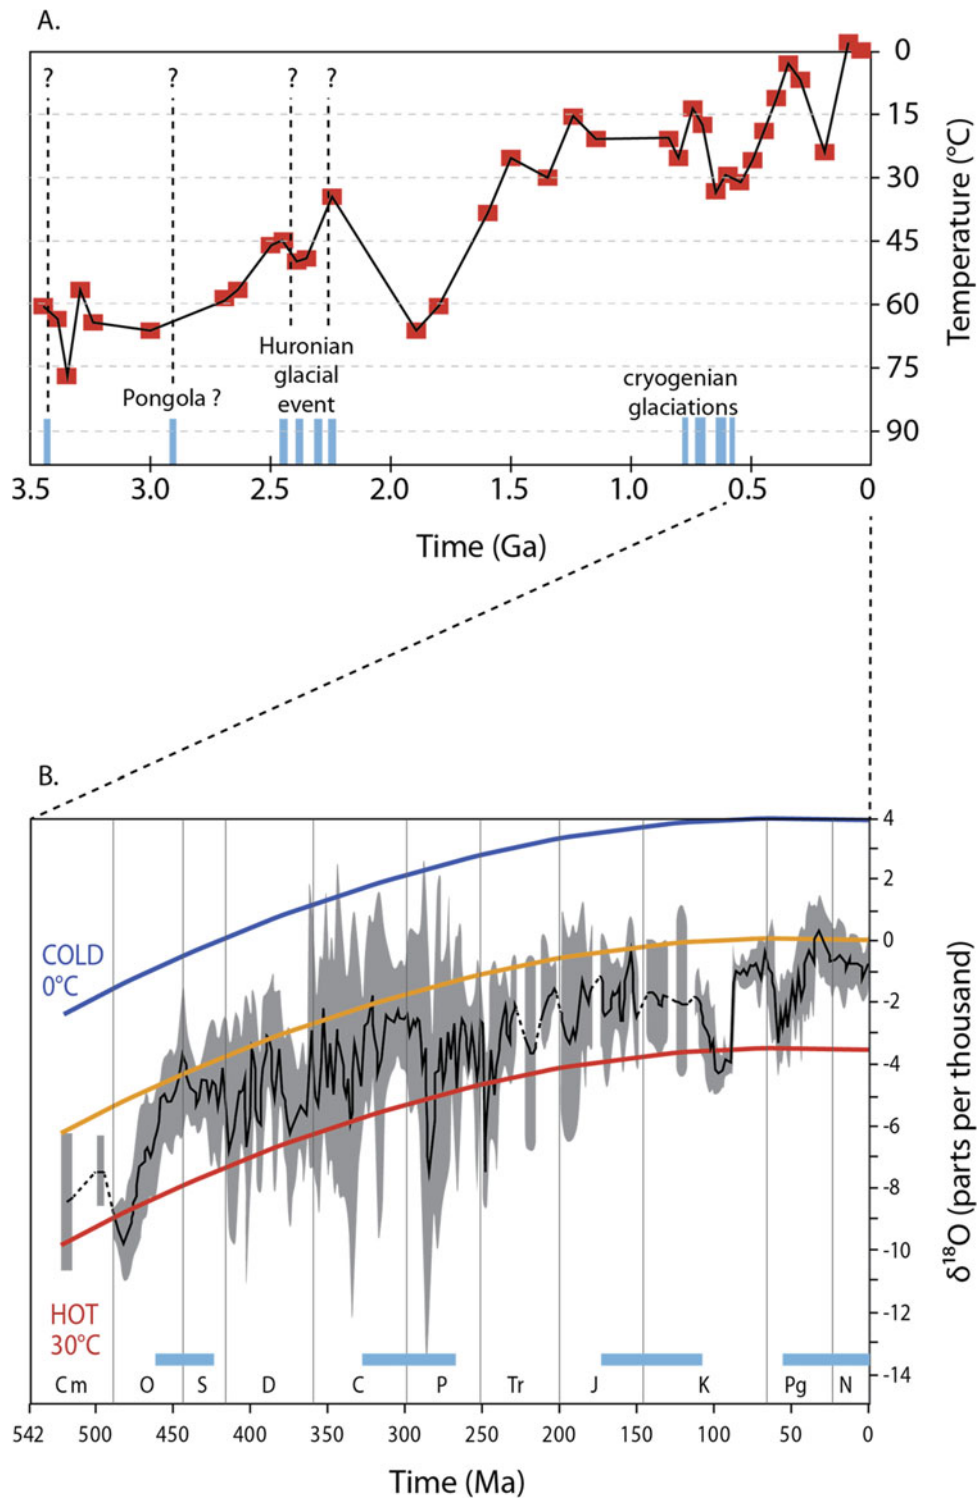 A.
? ? ? ?
0
15
30
45
60
75
90
Temperature (°C)
Pongola ?
Huronian
glacial
event
cryogenian
glaciations
3.5 3.0 2.5 2.0 1.5 1.0 0.5 0
Time (Ga)
B.
4
2
0
-2
-4
-6
-8
-10
-12
-14
δ18O (parts per thousand)
COLD
0°C
HOT
30°C
Cm O S D C P Tr J K Pg N
542 500 450 400 350 300 250 200 150 100 50 0
Time (Ma)